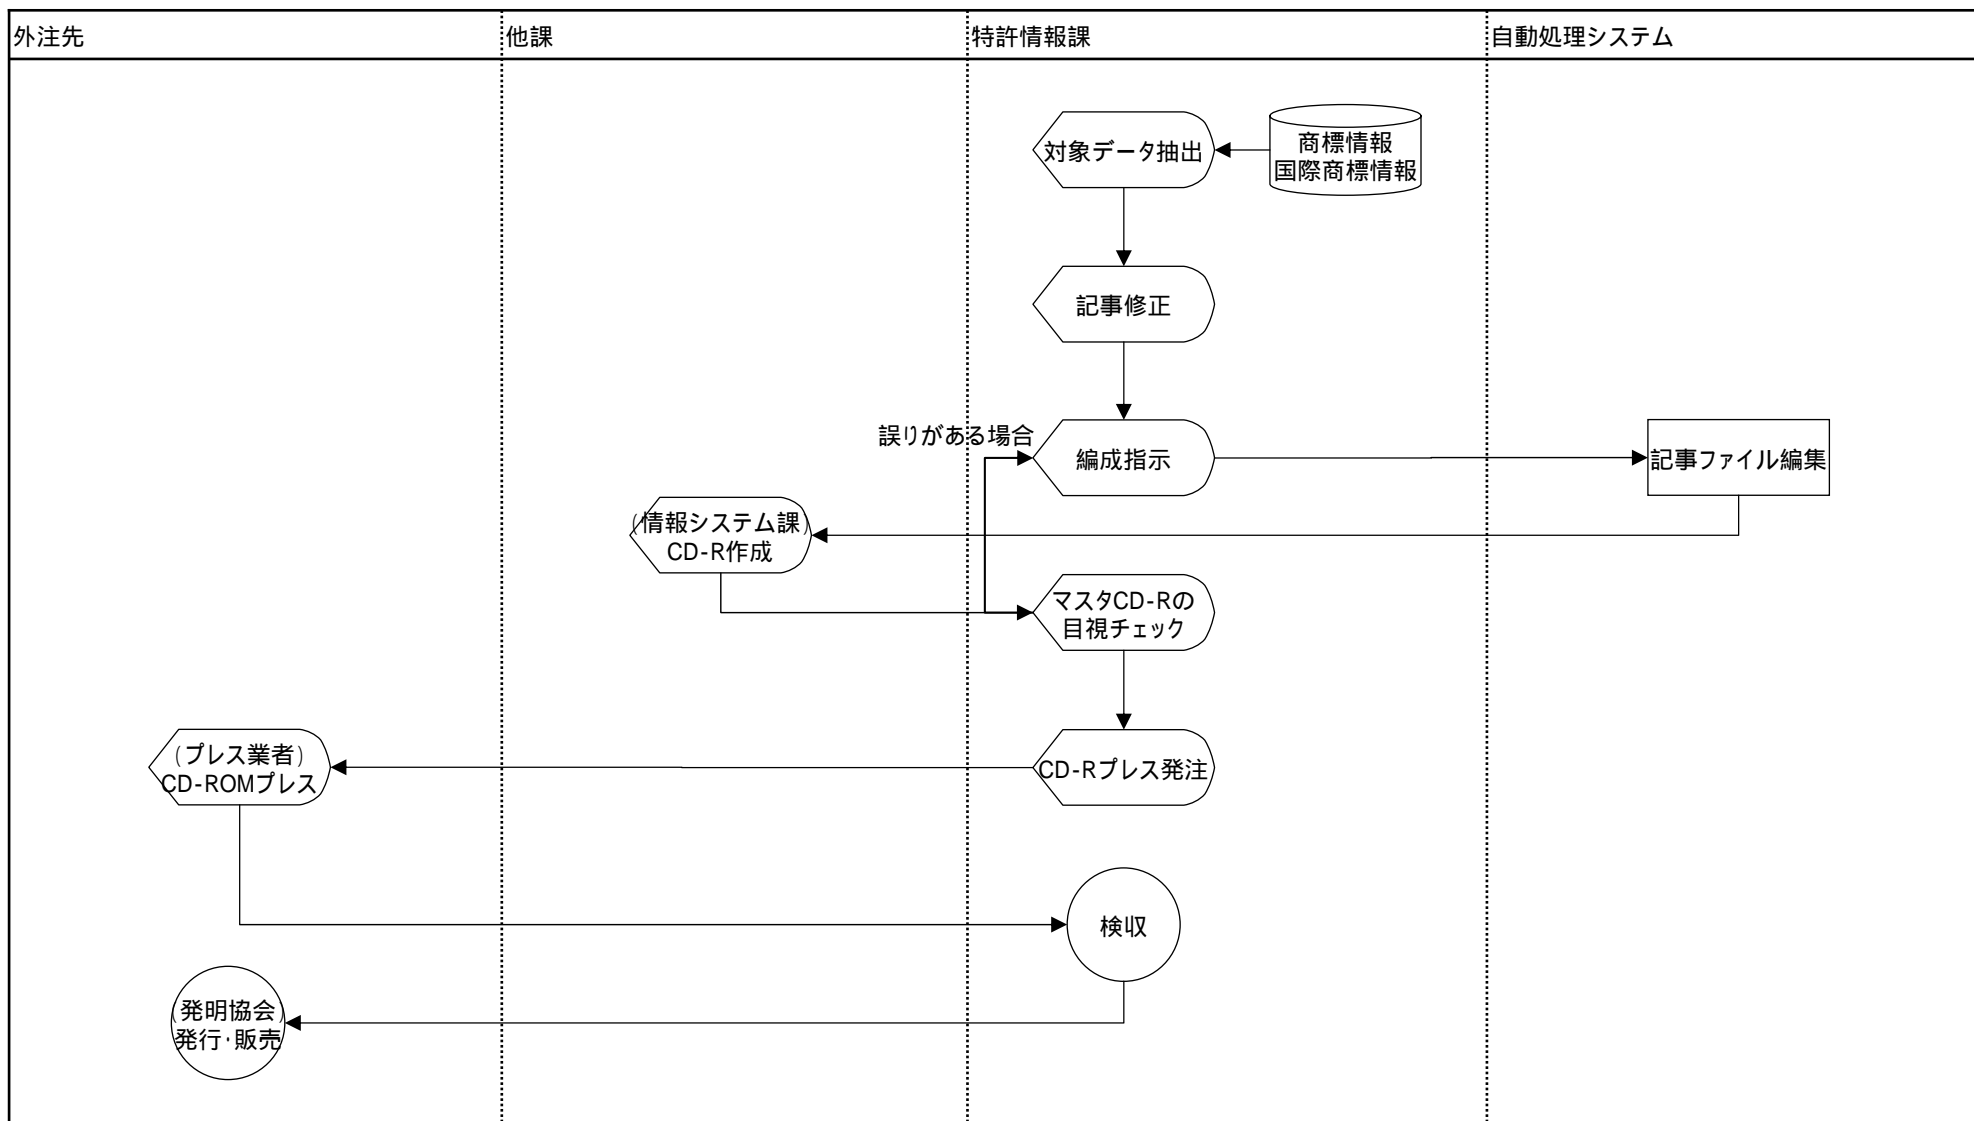 外注先
他課
特許情報課
自動処理システム
対象データ抽出
商標情報
国際商標情報
記事修正
誤りがある場合
編成指示
記事ファイル編集
(情報システム課)
CD-R作成
マスタCD-Rの
目視チェック
(プレス業者)
CD-ROMプレス
CD-Rプレス発注
検収
(発明協会)
発行・販売